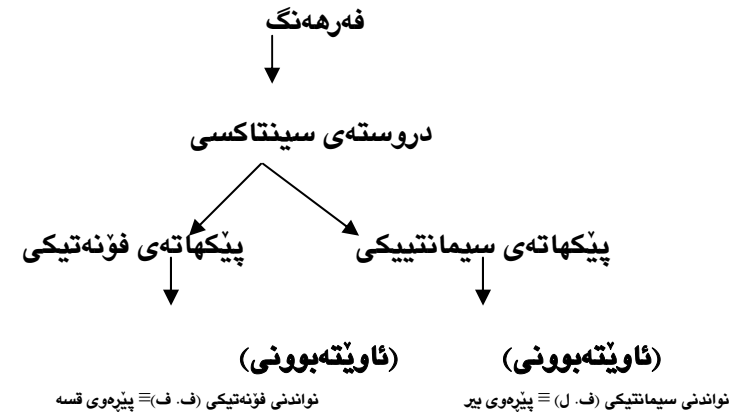 فەرهەنگ
دروستەی سینتاکسی
پێکهاتەی سیمانتییکی
پێکهاتەی فۆنەتیکی
(ئاوێتەبوونی)
(ئاوێتەبوونی)
نواندنی سیمانتیکی (ف. ل) ≡ پێڕەوی بیر
نواندنی فۆنەتیکی (ف. ف)≡ پێڕەوی قسە